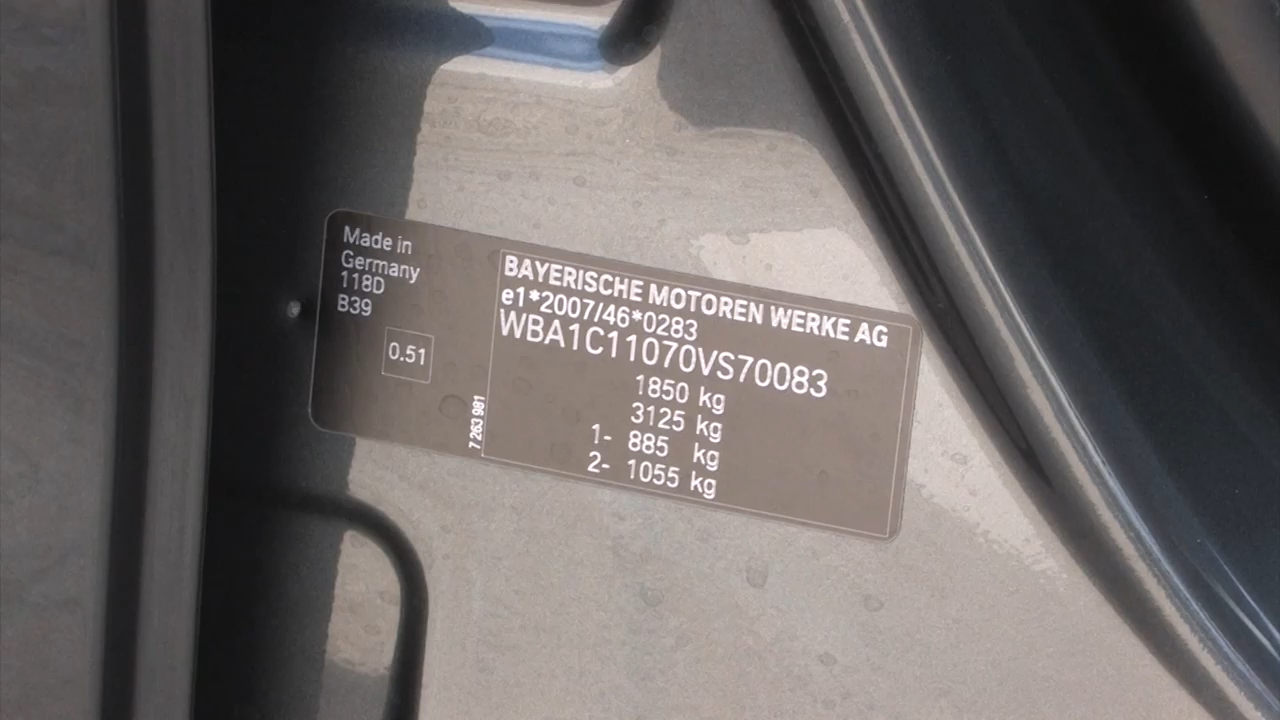 Made in
Germany
118D
B39
0.51
7 263 981
BAYERISCHE MOTOREN WERKE AG
e1*2007/46*0283
WBA1C11070VS70083
1850 kg
3125 kg
1- 885 kg
2- 1055 kg